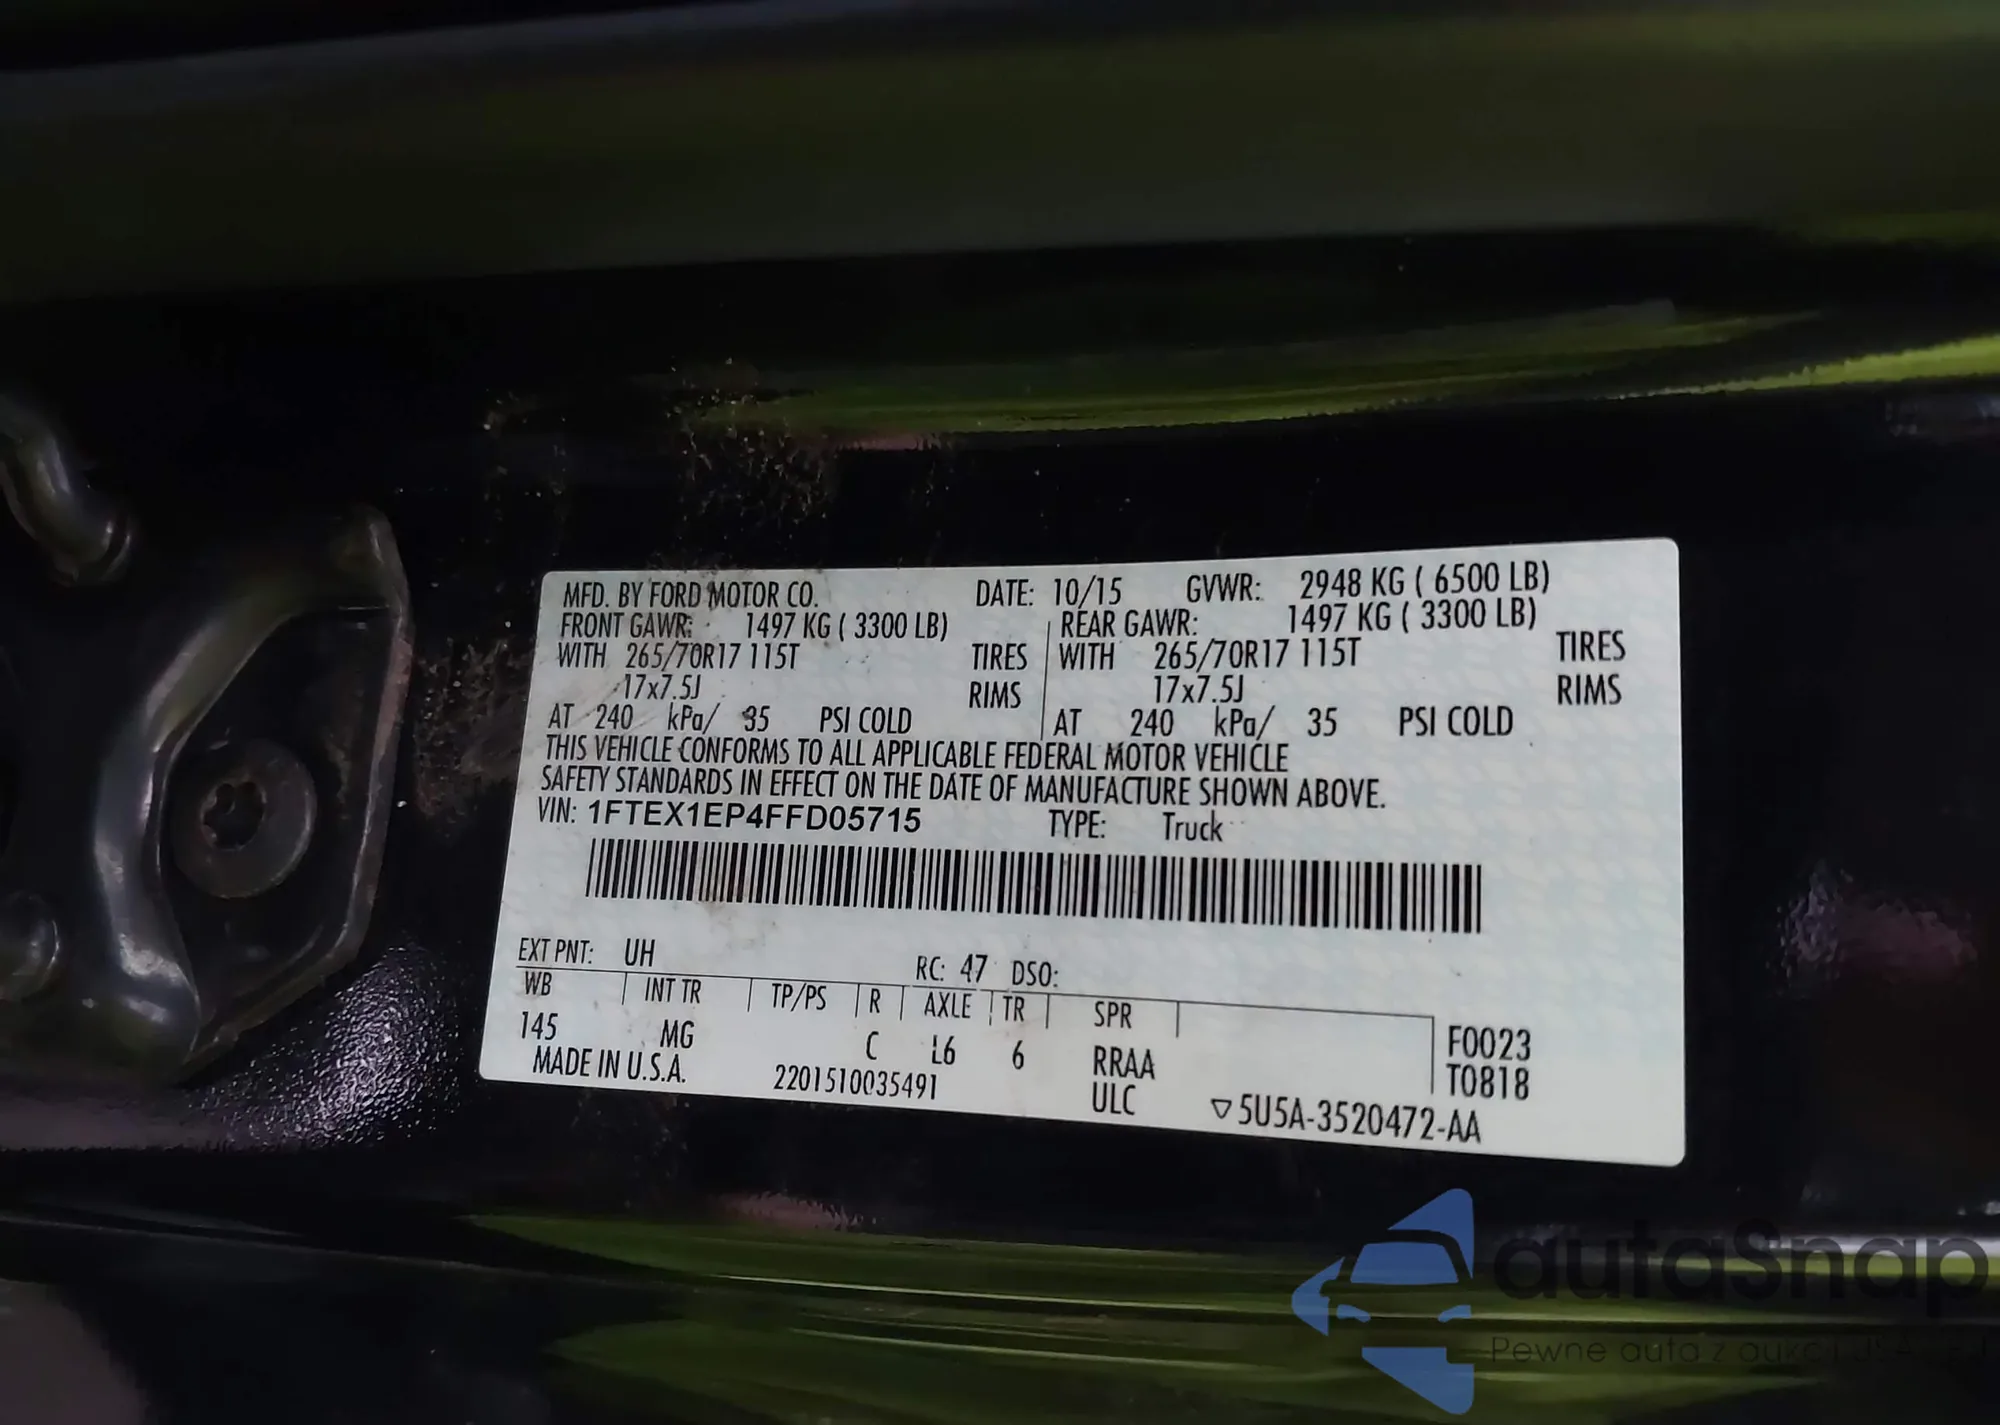 MFD. BY FORD MOTOR CO. DATE: 10/15 GVWR: 2948 KG ( 6500 LB)
FRONT GAWR: 1497 KG ( 3300 LB) REAR GAWR: 1497 KG ( 3300 LB)
WITH 265/70R17 115T TIRES WITH 265/70R17 115T TIRES
17x7.5J RIMS 17x7.5J RIMS
AT 240 kPa/ 35 PSI COLD AT 240 kPa/ 35 PSI COLD
THIS VEHICLE CONFORMS TO ALL APPLICABLE FEDERAL MOTOR VEHICLE
SAFETY STANDARDS IN EFFECT ON THE DATE OF MANUFACTURE SHOWN ABOVE.
VIN: 1FTEX1EP4FFD05715 TYPE: Truck
EXT PNT: UH RC: 47 DSO:
WB INT TR TP/PS R AXLE TR SPR
145 MG C L6 6 RRAA F0023
MADE IN U.S.A. 2201510035491 ULC T0818
▽5U5A-3520472-AA
autaSnap
Pewne auta z aukcji USA